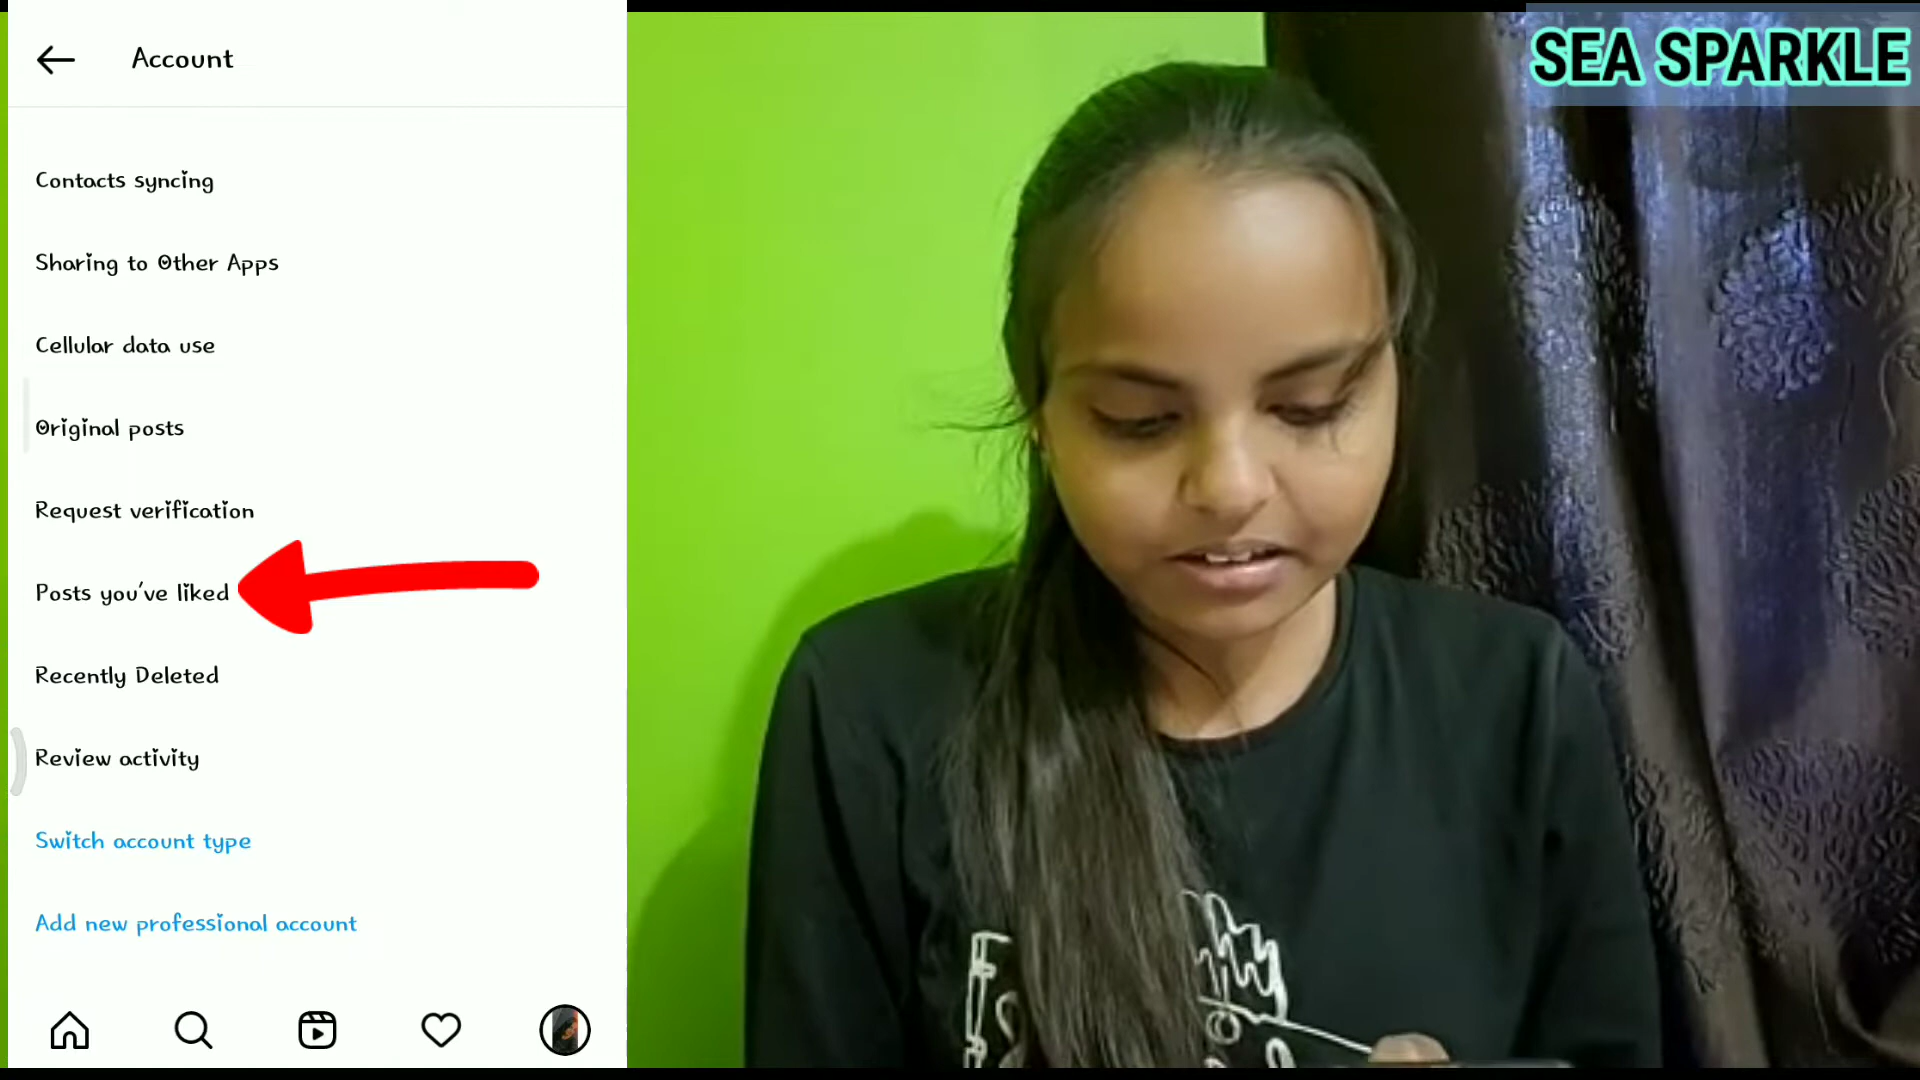 Account
SEA SPARKLE
Contacts syncing
Sharing to Other Apps
Cellular data use
Original posts
Request verification
Posts you've liked
Recently Deleted
Review activity
Switch account type
Add new professional account